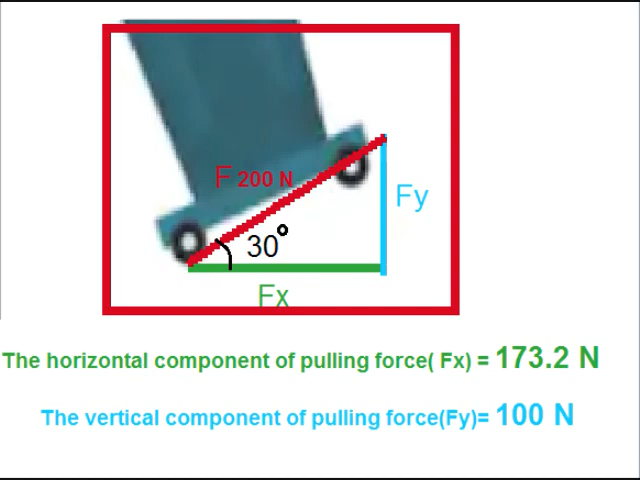 F 200 N
Fy
30°
Fx
The horizontal component of pulling force( Fx) = 173.2 N
The vertical component of pulling force(Fy)= 100 N